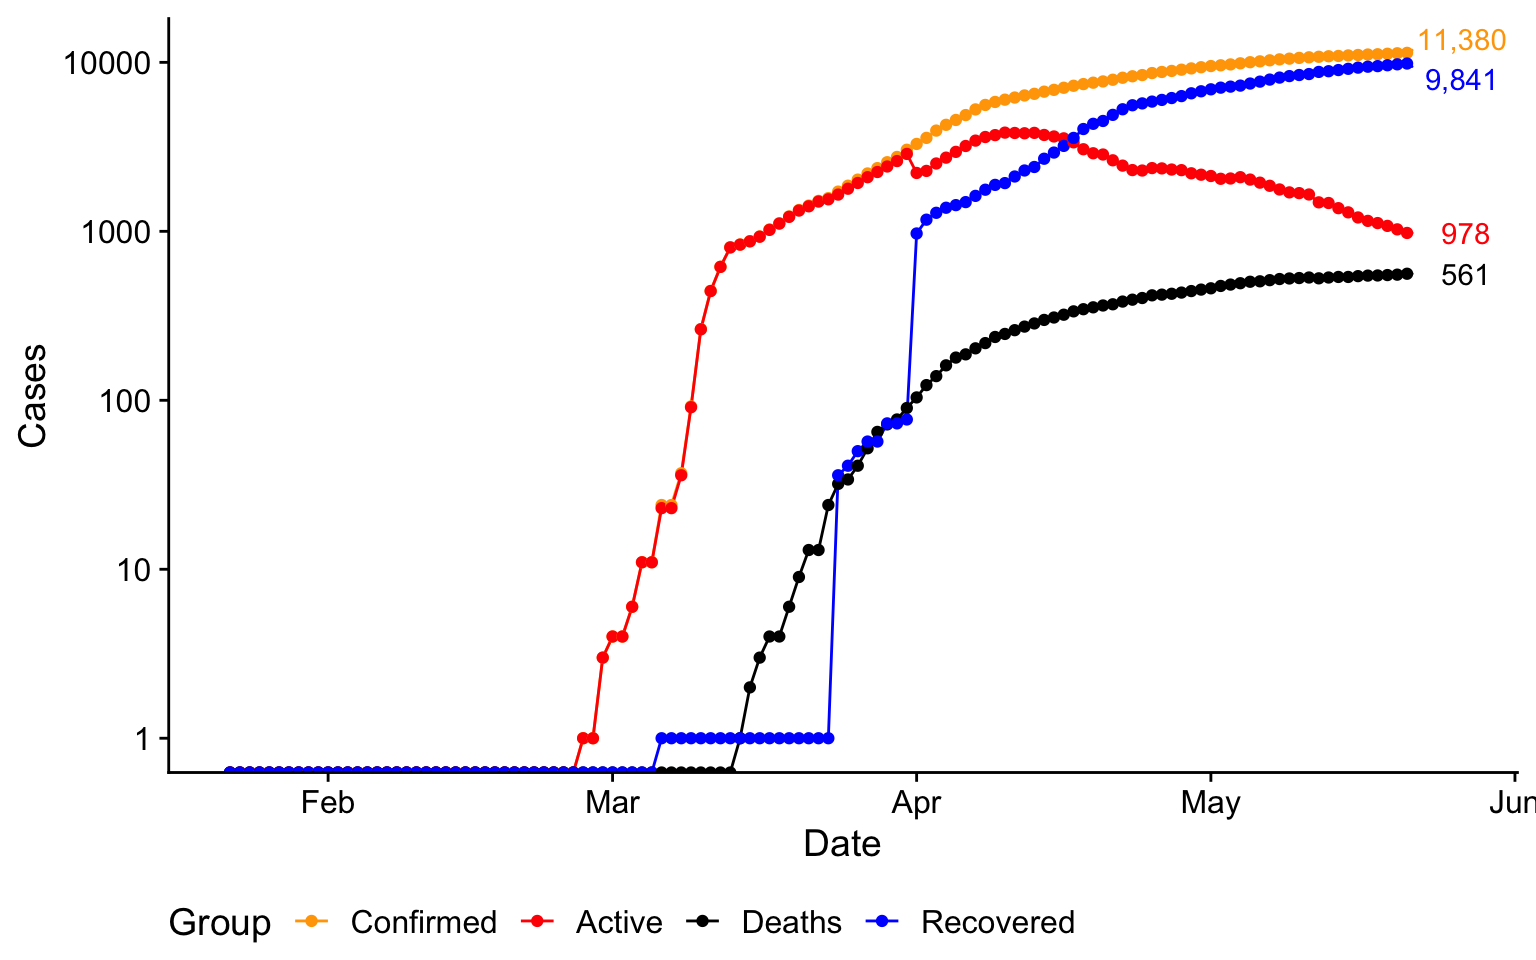 10000
1000
100
10
1
Cases
11,380
9,841
978
561
Feb Mar Apr May Jun
Date
Group Confirmed Active Deaths Recovered